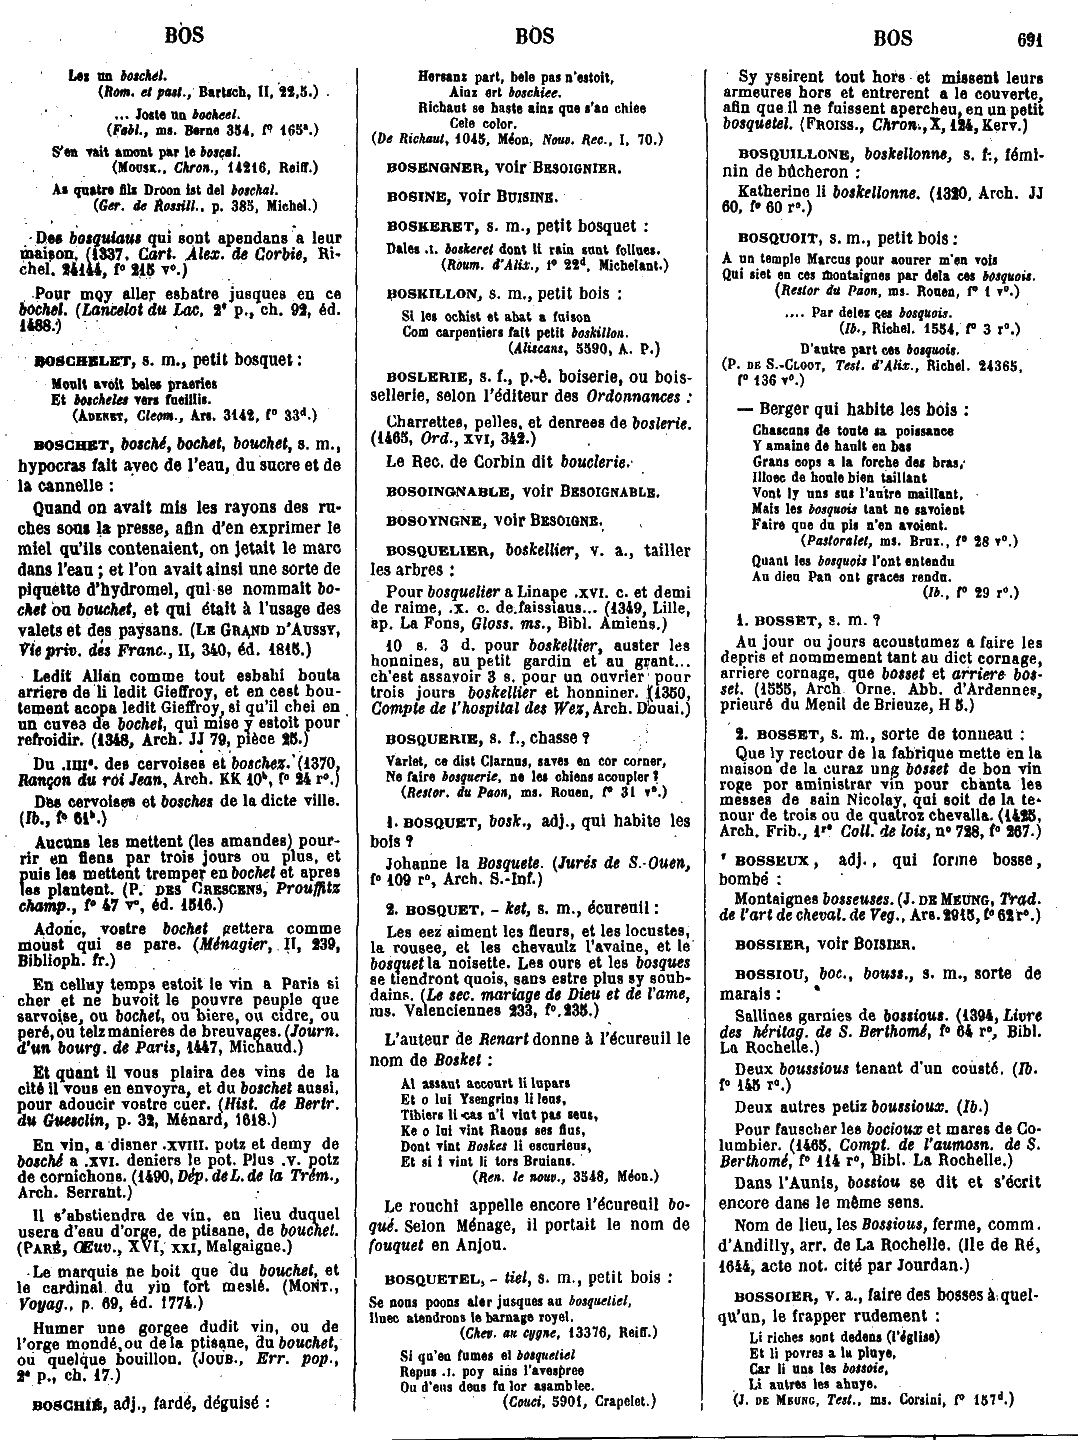 BOS
BOS
BOS
691
Les un boschel.
(Rom. et past., Bartsch, II, 22,5.)
... Joste un bocheel.
(Fabl., ms. Berne 354, f° 165ª.)
S'en vait amont par le boscal.
(MOUSK., Chron., 14216, Reiff.)
As quatre filz Droon ist del boschal.
(Ger. de Rossill., p. 385, Michel.)
Des bosquiaus qui sont apendans a leur
maison. (1337, Cart. Alex. de Corbie, Ri-
chel. 24144, f° 215 v°.)
Pour moy aller esbatre jusques en ce
bochel. (Lancelot du Lac, 2ᵉ p., ch. 92, éd.
1488.)
BOSCHELET, s. m., petit bosquet :
Moult avoit beles praeries
Et boscheles vers fueillis.
(ADENET, Cleom., Ars. 3142, f° 33ᵈ.)
BOSCHET, bosché, bochet, bouchet, s. m.,
hypocras fait avec de l'eau, du sucre et de
la cannelle :
Quand on avait mis les rayons des ru-
ches sous la presse, afin d'en exprimer le
miel qu'ils contenaient, on jetait le marc
dans l'eau ; et l'on avait ainsi une sorte de
piquette d'hydromel, qui se nommait bo-
chet ou bouchet, et qui était à l'usage des
valets et des paysans. (LE GRAND D'AUSSY,
Vie priv. des Franc., II, 340, éd. 1815.)
Ledit Allan comme tout esbahi bouta
arriere de li ledit Gieffroy, et en cest bou-
tement acopa ledit Gieffroy, si qu'il chei en
un cuvea de bochet, qui mise y estoit pour
refroidir. (1348, Arch. JJ 79, pièce 25.)
Du .IIIIᵉ. des cervoises et boschez. (1370,
Rançon du roi Jean, Arch. KK 10ᵇ, f° 24 r°.)
Des cervoises et bosches de la dicte ville.
(Ib., f° 61ᵇ.)
Aucuns les mettent (les amandes) pour-
rir en fiens par trois jours ou plus, et
puis les mettent tremper en bochet et apres
les plantent. (P. DES CRESCENS, Prouffitz
champ., f° 47 v°, éd. 1516.)
Adonc, vostre bochet gettera comme
moust qui se pare. (Ménagier, II, 239,
Biblioph. fr.)
En celluy temps estoit le vin a Paris si
cher et ne buvoit le pouvre peuple que
sarvoise, ou bochet, ou biere, ou cidre, ou
peré, ou telz manieres de breuvages. (Journ.
d'un bourg. de Paris, 1447, Michaud.)
Et quant il vous plaira des vins de la
cité il vous en envoyra, et du boschet aussi,
pour adoucir vostre cuer. (Hist. de Bertr.
du Guesclin, p. 32, Ménard, 1618.)
En vin, a disner .XVIII. potz et demy de
bosché a .XVI. deniers le pot. Plus .V. potz
de cornichons. (1490, Dép. de L. de la Trém.,
Arch. Serrant.)
Il s'abstiendra de vin, en lieu duquel
usera d'eau d'orge, de ptisane, de bouchet.
(PARÉ, Œuv., XVI, XXI, Malgaigne.)
Le marquis ne boit que du bouchet, et
le cardinal du vin fort meslé. (MONT.,
Voyag., p. 69, éd. 1774.)
Humer une gorgee dudit vin, ou de
l'orge mondé, ou de la ptisane, du bouchet,
ou quelque bouillon. (JOUB., Err. pop.,
2ᵉ p., ch. 17.)
BOSCHIÉ, adj., fardé, déguisé :
Hersanz part, bele pas n'estoit,
Ainz ert boschiee.
Richaut se haste ainz que s'an chiee
Cele color.
(De Richaut, 1045, Méon, Nouv. Rec., I, 70.)
BOSENGNER, voir BESOIGNIER.
BOSINE, voir BUISINE.
BOSKERET, s. m., petit bosquet :
Dales .I. boskeret dont li rain sunt follues.
(Roum. d'Alix., f° 22ᵈ, Michelant.)
BOSKILLON, s. m., petit bois :
Si les ochist et abat a fuison
Com carpentiers fait petit boskillon.
(Aliscans, 5590, A. P.)
BOSLERIE, s. f., p.-ê. boiserie, ou bois-
sellerie, selon l'éditeur des Ordonnances :
Charrettes, pelles, et denrees de boslerie.
(1465, Ord., XVI, 342.)
Le Rec. de Corbin dit bouclerie.
BOSOINGNABLE, voir BESOIGNABLE.
BOSOYNGNE, voir BESOIGNE.
BOSQUELIER, boskellier, v. a., tailler
les arbres :
Pour bosquelier a Linape .XVI. c. et demi
de raime, .X. c. de faissiaus... (1349, Lille,
ap. La Fons, Gloss. ms., Bibl. Amiens.)
10 s. 3 d. pour boskellier, auster les
honnines, au petit gardin et au grant...
ch'est assavoir 3 s. pour un ouvrier pour
trois jours boskellier et honniner. (1350,
Compte de l'hospital des Wez, Arch. Douai.)
BOSQUERIE, s. f., chasse ?
Varlet, ce dist Clarnus, saves en cor corner,
Ne faire bosquerie, ne les chiens acoupler ?
(Restor. du Paon, ms. Rouen, f° 31 v°.)
1. BOSQUET, bosk., adj., qui habite les
bois ?
Johanne la Bosquete. (Jurés de S.-Ouen,
f° 109 r°, Arch. S.-Inf.)
2. BOSQUET, - ket, s. m., écureuil :
Les eez aiment les fleurs, et les locustes,
la rousee, et les chevaulz l'avaine, et le
bosquet la noisette. Les ours et les bosques
se tiendront quois, sans estre plus sy soub-
dains. (Le sec. mariage de Dieu et de l'ame,
ms. Valenciennes 233, f° 235.)
L'auteur de Renart donne à l'écureuil le
nom de Bosket :
Al assaut accourt li lupars
Et o lui Ysengrins li leus,
Tibiers li cas n'i vint pas seus,
Ke o lui vint Raous ses fius,
Dont vint Boskes li escurieus,
Et si i vint li tors Bruians.
(Ren. le nouv., 3548, Méon.)
Le rouchi appelle encore l'écureuil bo-
qué. Selon Ménage, il portait le nom de
fouquet en Anjou.
BOSQUETEL, - tiel, s. m., petit bois :
Se nous poons aler jusques au bosquetiel,
Iluec atendrons le barnage royel.
(Chev. au cygne, 13376, Reiff.)
Si qu'en fumes el bosquetiel
Repus .I. poy ains l'avespree
Ou d'eus deus fu lor asamblee.
(Couci, 5901, Crapelet.)
Sy yssirent tout hors et missent leurs
armeures hors et entrerent a le couverte,
afin que il ne fuissent apercheu, en un petit
bosquetel. (FROISS., Chron., X, 124, Kerv.)
BOSQUILLONE, boskellonne, s. f., fémi-
nin de bûcheron :
Katherine li boskellonne. (1320, Arch. JJ
60, f° 60 r°.)
BOSQUOIT, s. m., petit bois :
A un temple Marcus pour aourer m'en vois
Qui siet en ces montaignes par dela ces bosquois.
(Restor du Paon, ms. Rouen, f° 1 v°.)
.... Par delez ces bosquois.
(Ib., Richel. 1554, f° 3 r°.)
D'autre part ces bosquois.
(P. DE S.-CLOOT, Test. d'Alix., Richel. 24365,
f° 136 v°.)
— Berger qui habite les bois :
Chascuns de toute sa poissance
Y amaine de hault en bas
Grans cops a la forche des bras,
Illoec de houle bien taillant
Vont ly uns sus l'autre maillant,
Mais les bosquois tant ne savoient
Faire que du pis n'en avoient.
(Pastoralet, ms. Brux., f° 28 v°.)
Quant les bosquois l'ont entendu
Au dieu Pan ont graces rendu.
(Ib., f° 29 r°.)
1. BOSSET, s. m. ?
Au jour ou jours acoustumez a faire les
depris et nommement tant au dict cornage,
arriere cornage, que bosset et arriere bos-
set. (1555, Arch. Orne, Abb. d'Ardennes,
prieuré du Menil de Brieuze, H 5.)
2. BOSSET, s. m., sorte de tonneau :
Que ly rectour de la fabrique mette en la
maison de la curaz ung bosset de bon vin
roge por aministrar vin pour chanta les
messes de sain Nicolay, qui soit de la te-
nour de trois ou de quatroz chevalla. (1425,
Arch. Frib., 1ʳᵉ Coll. de lois, n° 728, f° 267.)
BOSSEUX, adj., qui forme bosse,
bombé :
Montaignes bosseuses. (J. DE MEUNG, Trad.
de l'art de cheval. de Veg., Ars. 2915, f° 62 r°.)
BOSSIER, voir BOISIER.
BOSSIOU, boc., bouss., s. m., sorte de
marais :
Sallines garnies de bossious. (1394, Livre
des héritag. de S. Berthomé, f° 64 r°, Bibl.
La Rochelle.)
Deux boussious tenant d'un cousté. (Ib.
f° 145 r°.)
Deux autres petiz boussioux. (Ib.)
Pour fauscher les bocioux et mares de Co-
lumbier. (1465, Compt. de l'aumosn. de S.
Berthomé, f° 114 r°, Bibl. La Rochelle.)
Dans l'Aunis, bossiou se dit et s'écrit
encore dans le même sens.
Nom de lieu, les Bossious, ferme, comm.
d'Andilly, arr. de La Rochelle. (Ile de Ré,
1644, acte not. cité par Jourdan.)
BOSSOIER, v. a., faire des bosses à quel-
qu'un, le frapper rudement :
Li riches sont dedens (l'église)
Et li povres a lu pluye,
Car li uns les bossoie,
Li autres les ahuye.
(J. DE MEUNG, Test., ms. Corsini, f° 157ᵈ.)